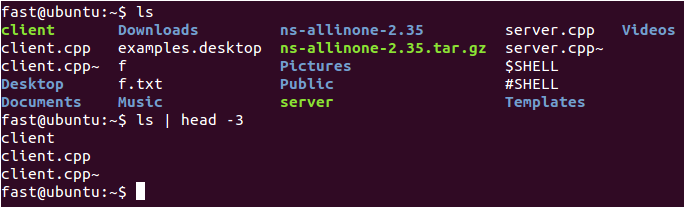 fast@ubuntu:~$ ls
client Downloads ns-allinone-2.35 server.cpp Videos
client.cpp examples.desktop ns-allinone-2.35.tar.gz server.cpp~
client.cpp~ f Pictures $SHELL
Desktop f.txt Public #SHELL
Documents Music server Templates
fast@ubuntu:~$ ls | head -3
client
client.cpp
client.cpp~
fast@ubuntu:~$